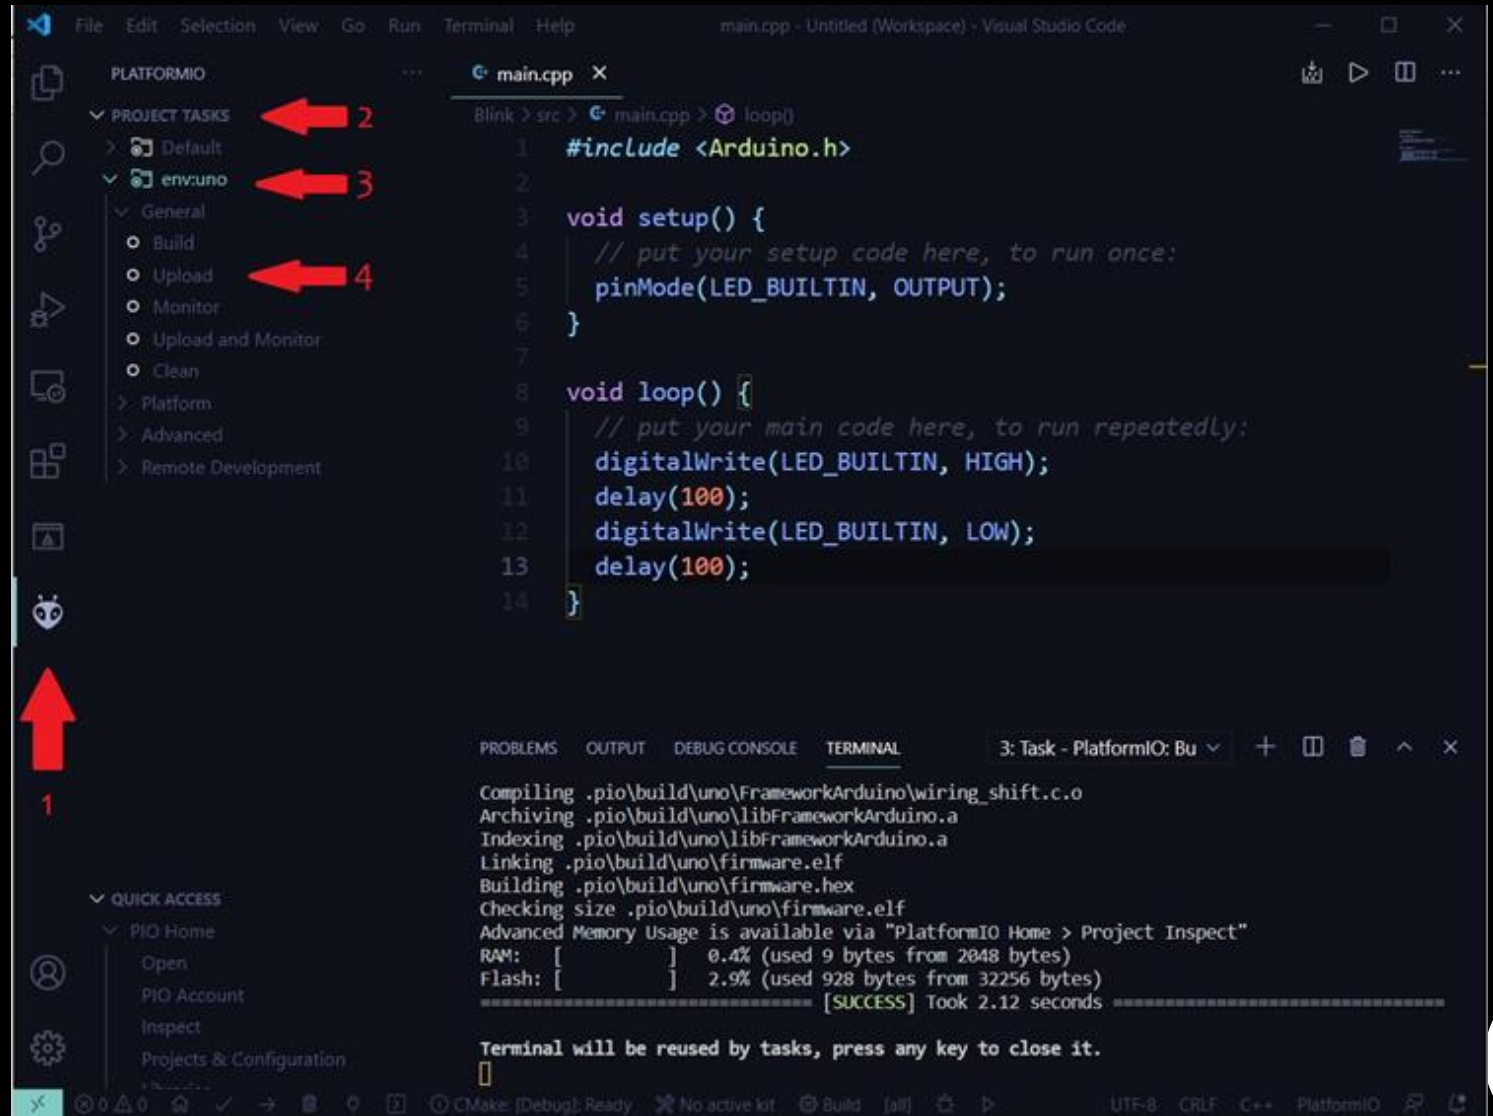 File Edit Selection View Go Run Terminal Help main.cpp - Untitled (Workspace) - Visual Studio Code
PLATFORMIO ...
main.cpp
PROJECT TASKS 2
Blink > src > main.cpp > loop()
Default
env:uno 3
General
Build
Upload 4
Monitor
Upload and Monitor
Clean
Platform
Advanced
Remote Development
1 #include <Arduino.h>
2
3 void setup() {
4 // put your setup code here, to run once:
5 pinMode(LED_BUILTIN, OUTPUT);
6 }
7
8 void loop() {
9 // put your main code here, to run repeatedly:
10 digitalWrite(LED_BUILTIN, HIGH);
11 delay(100);
12 digitalWrite(LED_BUILTIN, LOW);
13 delay(100);
14 }
1
QUICK ACCESS
PIO Home
Open
PIO Account
Inspect
Projects & Configuration
PROBLEMS OUTPUT DEBUG CONSOLE TERMINAL 3: Task - PlatformIO: Bu
Compiling .pio\build\uno\FrameworkArduino\wiring_shift.c.o
Archiving .pio\build\uno\libFrameworkArduino.a
Indexing .pio\build\uno\libFrameworkArduino.a
Linking .pio\build\uno\firmware.elf
Building .pio\build\uno\firmware.hex
Checking size .pio\build\uno\firmware.elf
Advanced Memory Usage is available via "PlatformIO Home > Project Inspect"
RAM: [ ] 0.4% (used 9 bytes from 2048 bytes)
Flash: [ ] 2.9% (used 928 bytes from 32256 bytes)
================================ [SUCCESS] Took 2.12 seconds ================================
Terminal will be reused by tasks, press any key to close it.
0 0 CMake: [Debug]: Ready No active kit Build [all] UTF-8 CRLF C++ PlatformIO